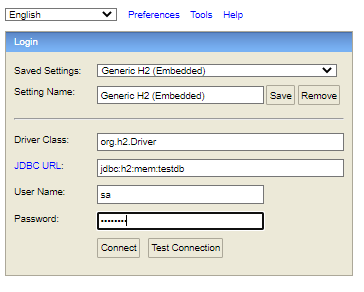 English Preferences Tools Help
Login
Saved Settings: Generic H2 (Embedded)
Setting Name: Generic H2 (Embedded) Save Remove
Driver Class: org.h2.Driver
JDBC URL: jdbc:h2:mem:testdb
User Name: sa
Password: ••••••••
Connect Test Connection